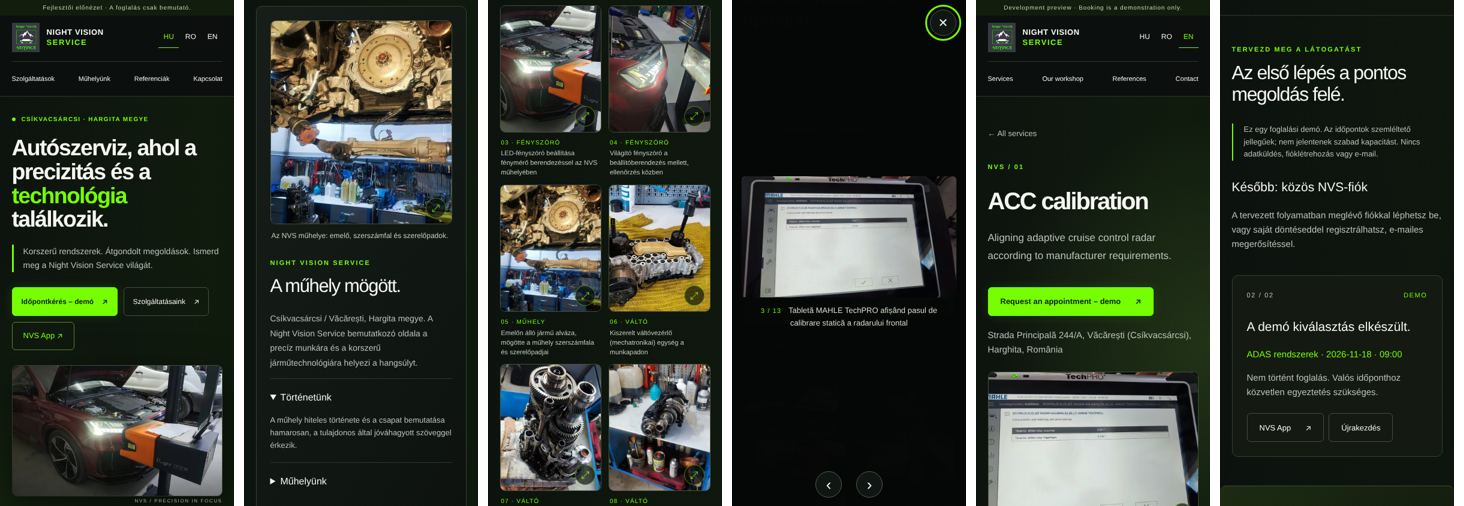 Fejlesztői előnézet · A foglalás csak bemutató.
NIGHT VISION
SERVICE
HU RO EN
Szolgáltatások Műhelyünk Referenciák Kapcsolat
CSÍKVACSÁRCSI · HARGITA MEGYE
Autószerviz, ahol a
precizitás és a
technológia
találkozik.
Korszerű rendszerek. Átgondolt megoldások. Ismerd
meg a Night Vision Service világát.
Időpontkérés – demó ↗ Szolgáltatásaink ↗
NVS App ↗
NVS / PRECISION IN FOCUS
Az NVS műhelye: emelő, szerszámfal és szerelőpadok.
NIGHT VISION SERVICE
A műhely mögött.
Csíkvacsárcsi / Văcărești, Hargita megye. A
Night Vision Service bemutatkozó oldala a
precíz munkára és a korszerű
járműtechnológiára helyezi a hangsúlyt.
▼ Történetünk
A műhely hiteles története és a csapat bemutatása
hamarosan, a tulajdonos által jóváhagyott szöveggel
érkezik.
▶ Műhelyünk
03 · FÉNYSZÓRÓ
LED-fényszóró beállítása
fénymérő berendezéssel az NVS
műhelyében
04 · FÉNYSZÓRÓ
Világító fényszóró a
beállítóberendezés mellett,
ellenőrzés közben
05 · MŰHELY
Emelőn álló jármű alváza,
mögötte a műhely szerszámfala
és szerelőpadjai
06 · VÁLTÓ
Kiszerelt váltóvezérlő
(mechatronikai) egység a
munkapadon
07 · VÁLTÓ
08 · VÁLTÓ
TechPRO
3 / 13 Tabletă MAHLE TechPRO afișând pasul de
calibrare statică a radarului frontal
Development preview · Booking is a demonstration only.
NIGHT VISION
SERVICE
HU RO EN
Services Our workshop References Contact
← All services
NVS / 01
ACC calibration
Aligning adaptive cruise control radar
according to manufacturer requirements.
Request an appointment – demo ↗
Strada Principală 244/A, Văcărești (Csíkvacsárcsi),
Harghita, România
TechPRO
MAHLE
TERVEZD MEG A LÁTOGATÁST
Az első lépés a pontos
megoldás felé.
Ez egy foglalási demó. Az időpontok szemléltető
jellegűek; nem jelentenek szabad kapacitást. Nincs
adatküldés, fióklétrehozás vagy e-mail.
Később: közös NVS-fiók
A tervezett folyamatban meglévő fiókkal léphetsz be,
vagy saját döntéseddel regisztrálhatsz, e-mailes
megerősítéssel.
02 / 02 DEMO
A demó kiválasztás elkészült.
ADAS rendszerek · 2026-11-18 · 09:00
Nem történt foglalás. Valós időponthoz
közvetlen egyeztetés szükséges.
NVS App ↗ Újrakezdés